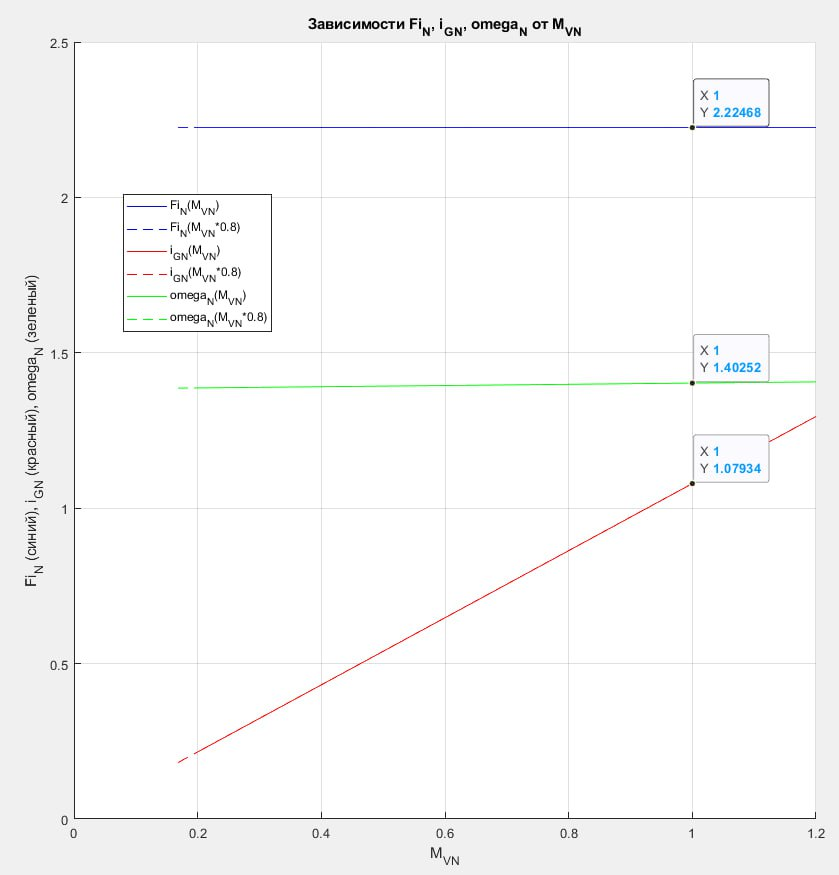 Зависимости Fi_N, i_GN, omega_N от M_VN
2.5
X 1
Y 2.22468
2
Fi_N(M_VN)
Fi_N(M_VN*0.8)
i_GN(M_VN)
i_GN(M_VN*0.8)
omega_N(M_VN)
omega_N(M_VN*0.8)
Fi_N (синий), i_GN (красный), omega_N (зеленый)
1.5
X 1
Y 1.40252
X 1
Y 1.07934
1
0.5
0
0 0.2 0.4 0.6 0.8 1 1.2
M_VN